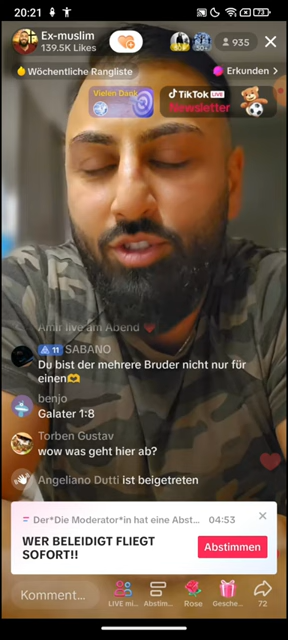 20:21
73
Ex-muslim
139.5K Likes
30+
935
Wöchentliche Rangliste
Erkunden >
Vielen Dank
TikTok LIVE
Newsletter
Amir live am Abend
11 SABANO
Du bist der mehrere Bruder nicht nur für
einen
benjo
Galater 1:8
Torben Gustav
wow was geht hier ab?
Angeliano Dutti ist beigetreten
Der*Die Moderator*in hat eine Abst...
04:53
WER BELEIDIGT FLIEGT
SOFORT!!
Abstimmen
Komment...
LIVE mi...
Abstim...
Rose
Gesche...
72